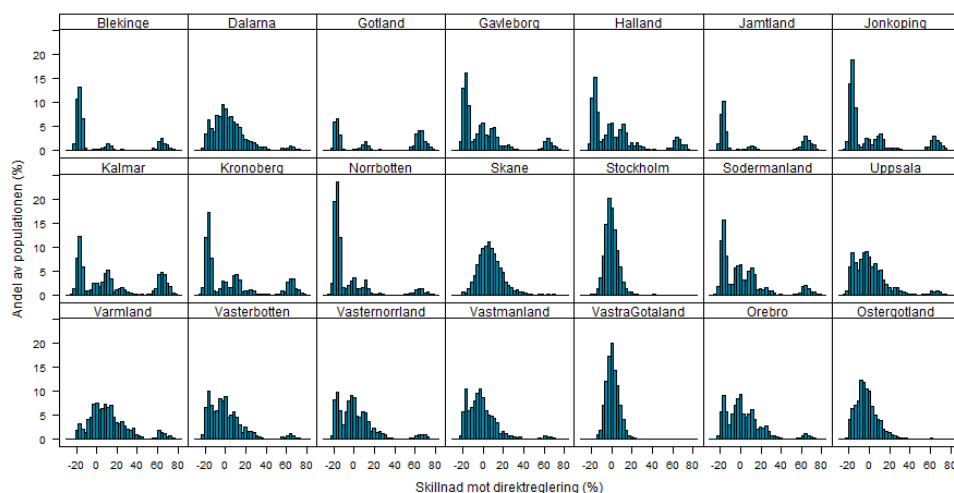 Blekinge Dalarna Gotland Gavleborg Halland Jamtland Jonkoping
20
15
10
5
0
Kalmar Kronoberg Norrbotten Skane Stockholm Sodermanland Uppsala
20
15
10
5
0
Varmland Vasterbotten Vasternorrland Vastmanland VastraGotaland Orebro Ostergotland
20
15
10
5
0
-20 0 20 40 60 80 -20 0 20 40 60 80 -20 0 20 40 60 80 -20 0 20 40 60 80 -20 0 20 40 60 80 -20 0 20 40 60 80 -20 0 20 40 60 80
Andel av populationen (%)
Skillnad mot direktreglering (%)